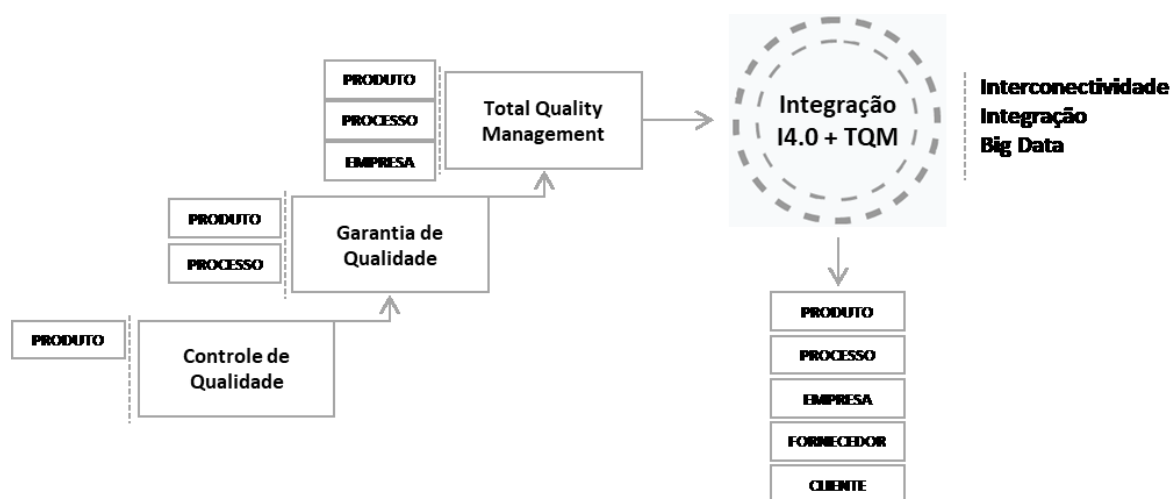 PRODUTO
PROCESSO
EMPRESA
Total Quality
Management
Integração
I4.0 + TQM
Interconectividade
Integração
Big Data
PRODUTO
PROCESSO
Garantia de
Qualidade
PRODUTO
Controle de
Qualidade
PRODUTO
PROCESSO
EMPRESA
FORNECEDOR
CLIENTE